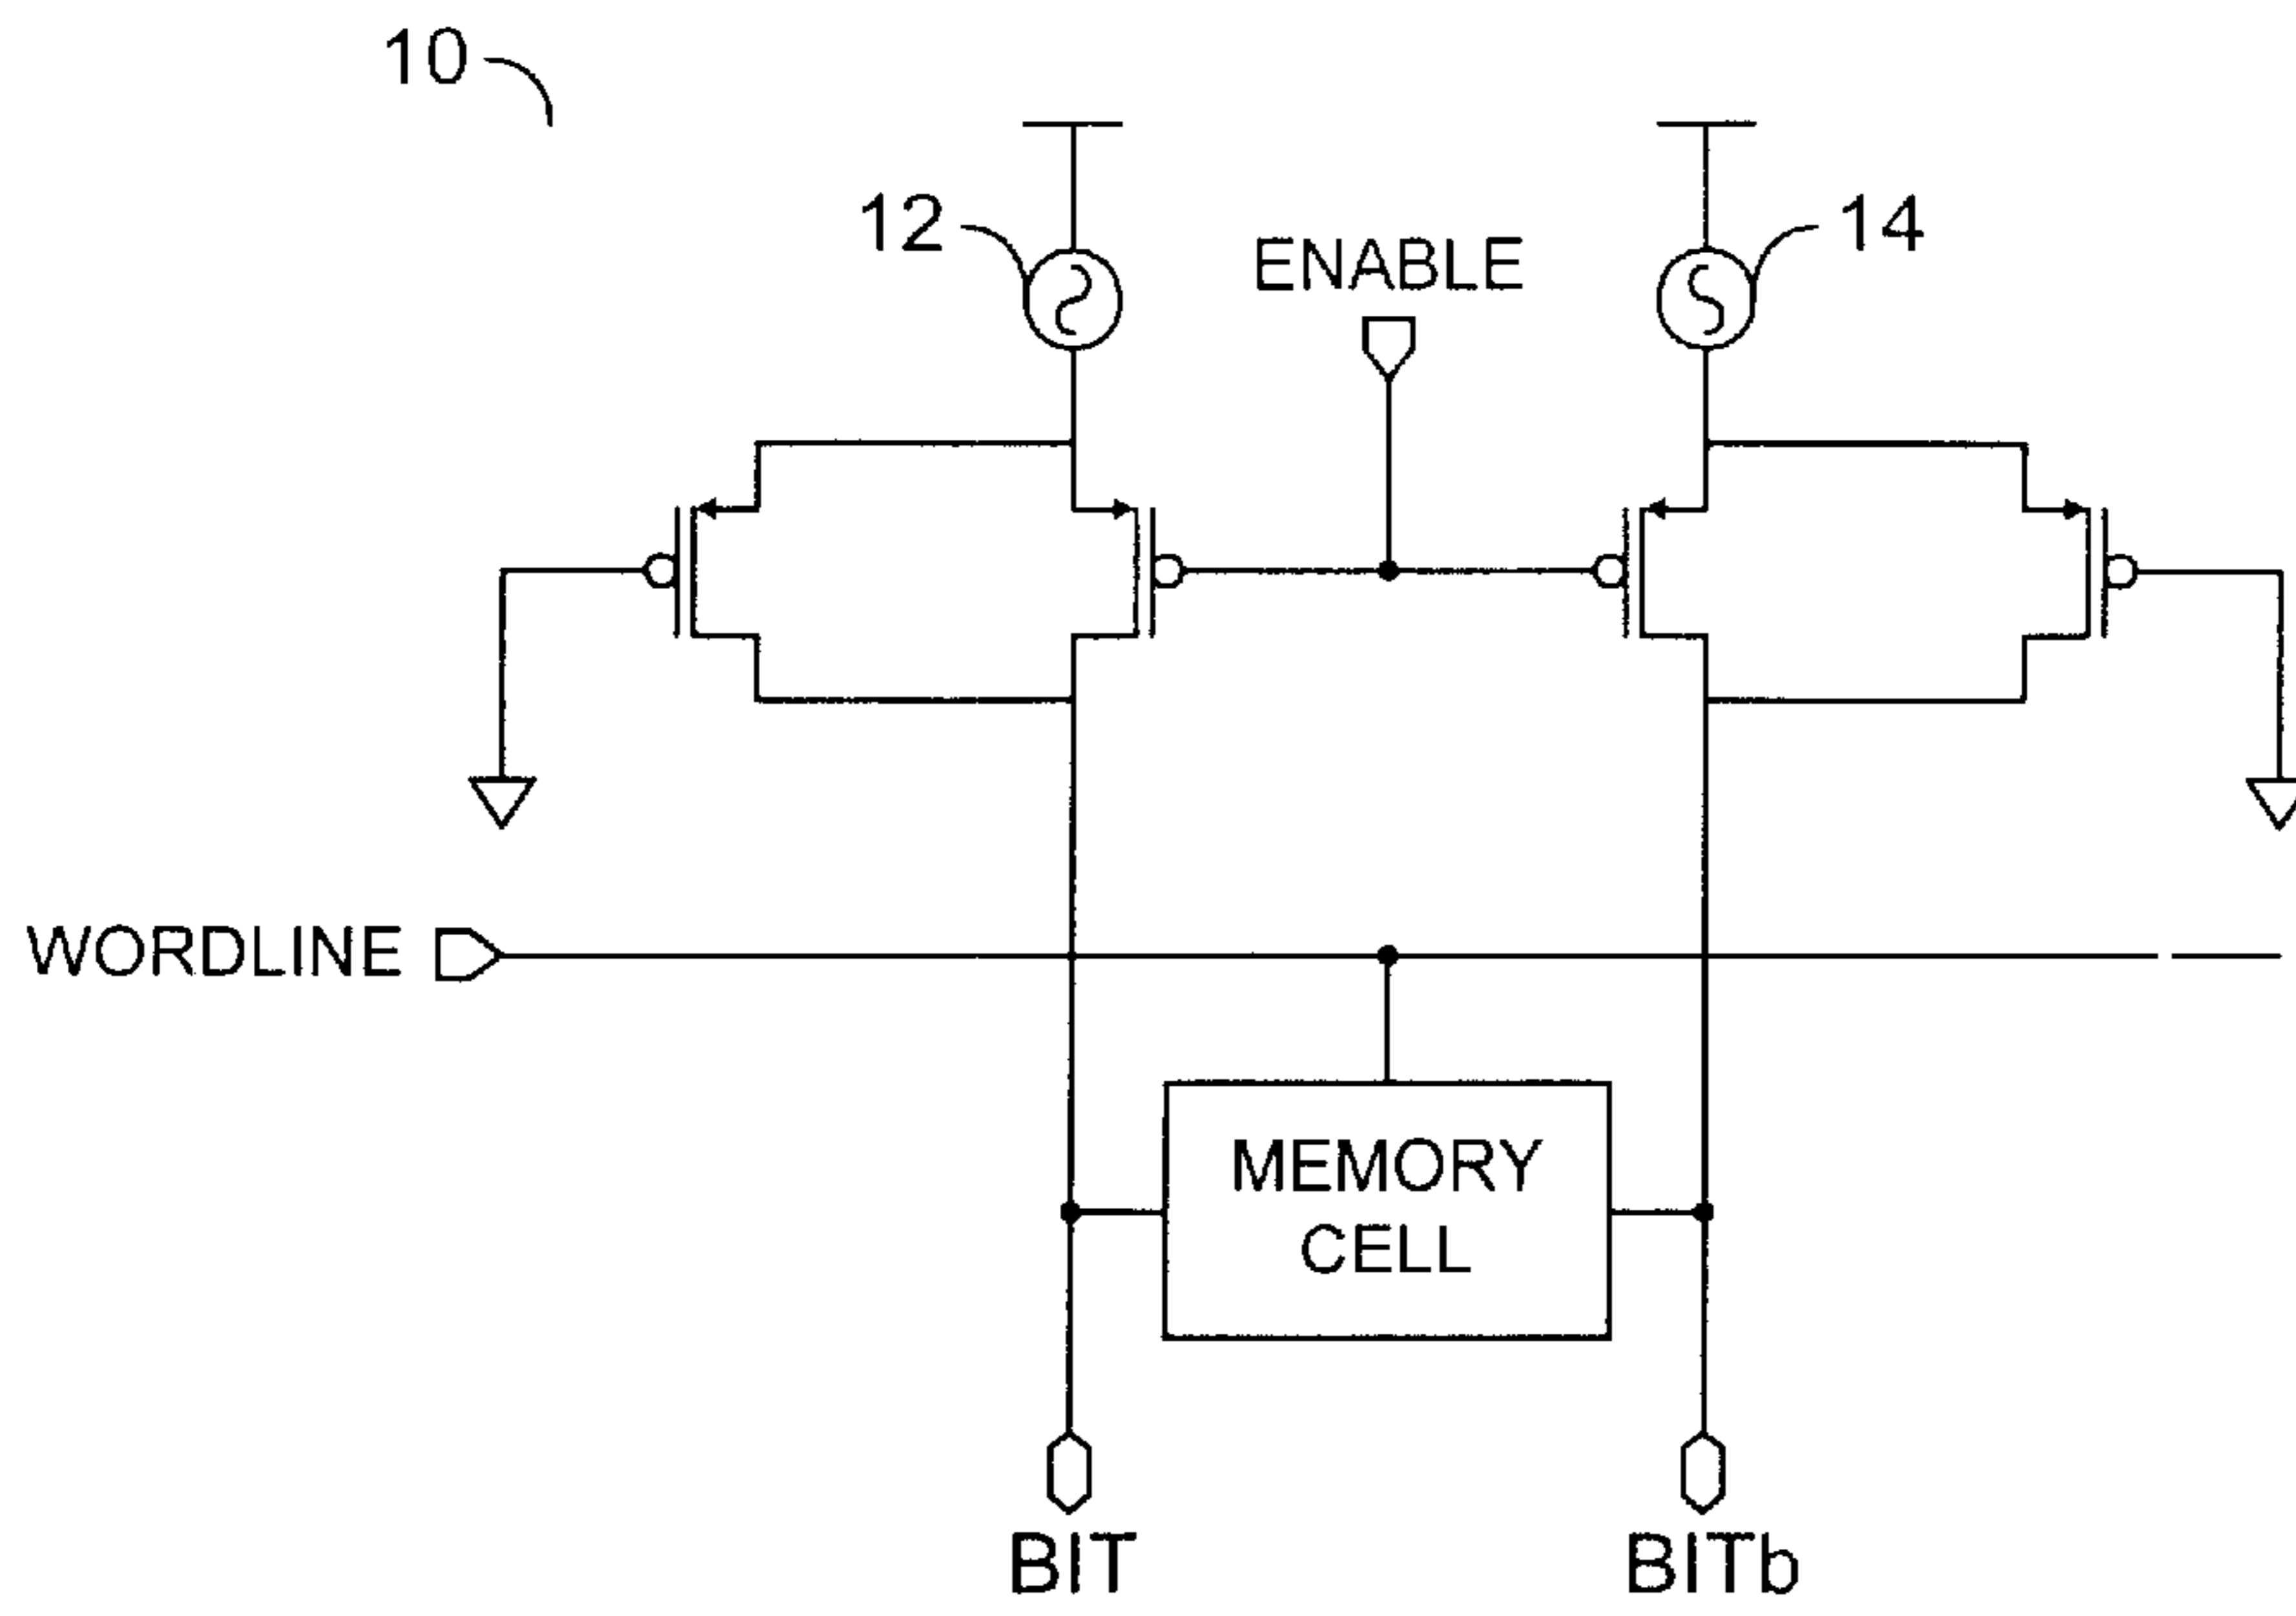 10
12
14
ENABLE
WORDLINE
MEMORY
CELL
BIT
BITb